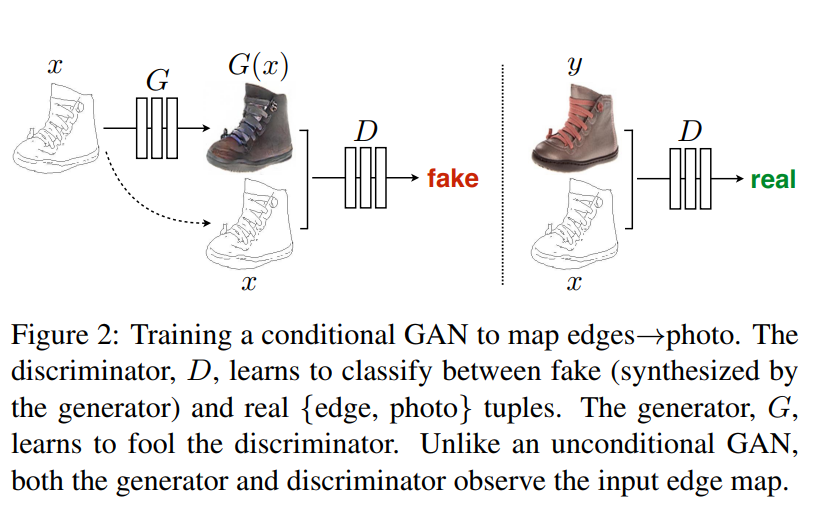 x
G
G(x)
D
fake
x
y
D
real
x
Figure 2: Training a conditional GAN to map edges→photo. The
discriminator, D, learns to classify between fake (synthesized by
the generator) and real {edge, photo} tuples. The generator, G,
learns to fool the discriminator. Unlike an unconditional GAN,
both the generator and discriminator observe the input edge map.